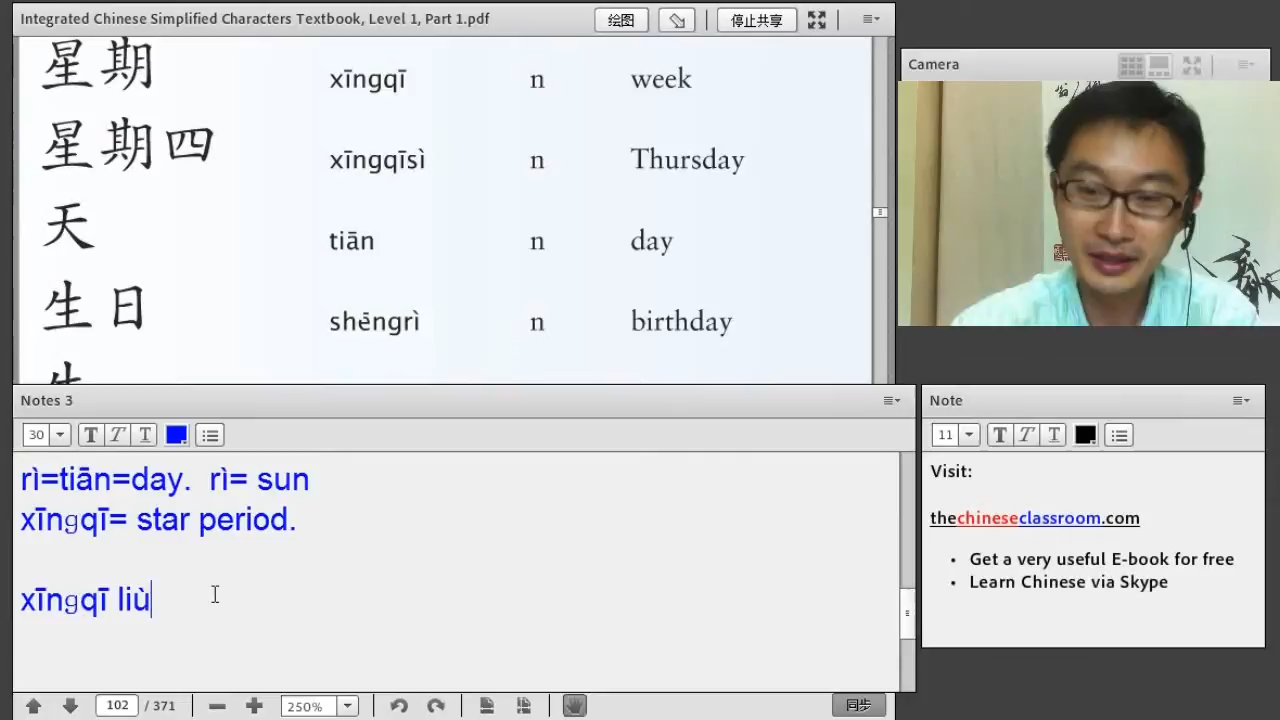 Integrated Chinese Simplified Characters Textbook, Level 1, Part 1.pdf
绘图
停止共享
星期 xīngqī n week
星期四 xīngqīsì n Thursday
天 tiān n day
生日 shēngrì n birthday
Camera
Notes 3
30
T T T
rì=tiān=day. rì= sun
xīngqī= star period.
xīngqī liù
102 / 371
250%
同步
Note
11
T T T
Visit:
thechineseclassroom.com
• Get a very useful E-book for free
• Learn Chinese via Skype